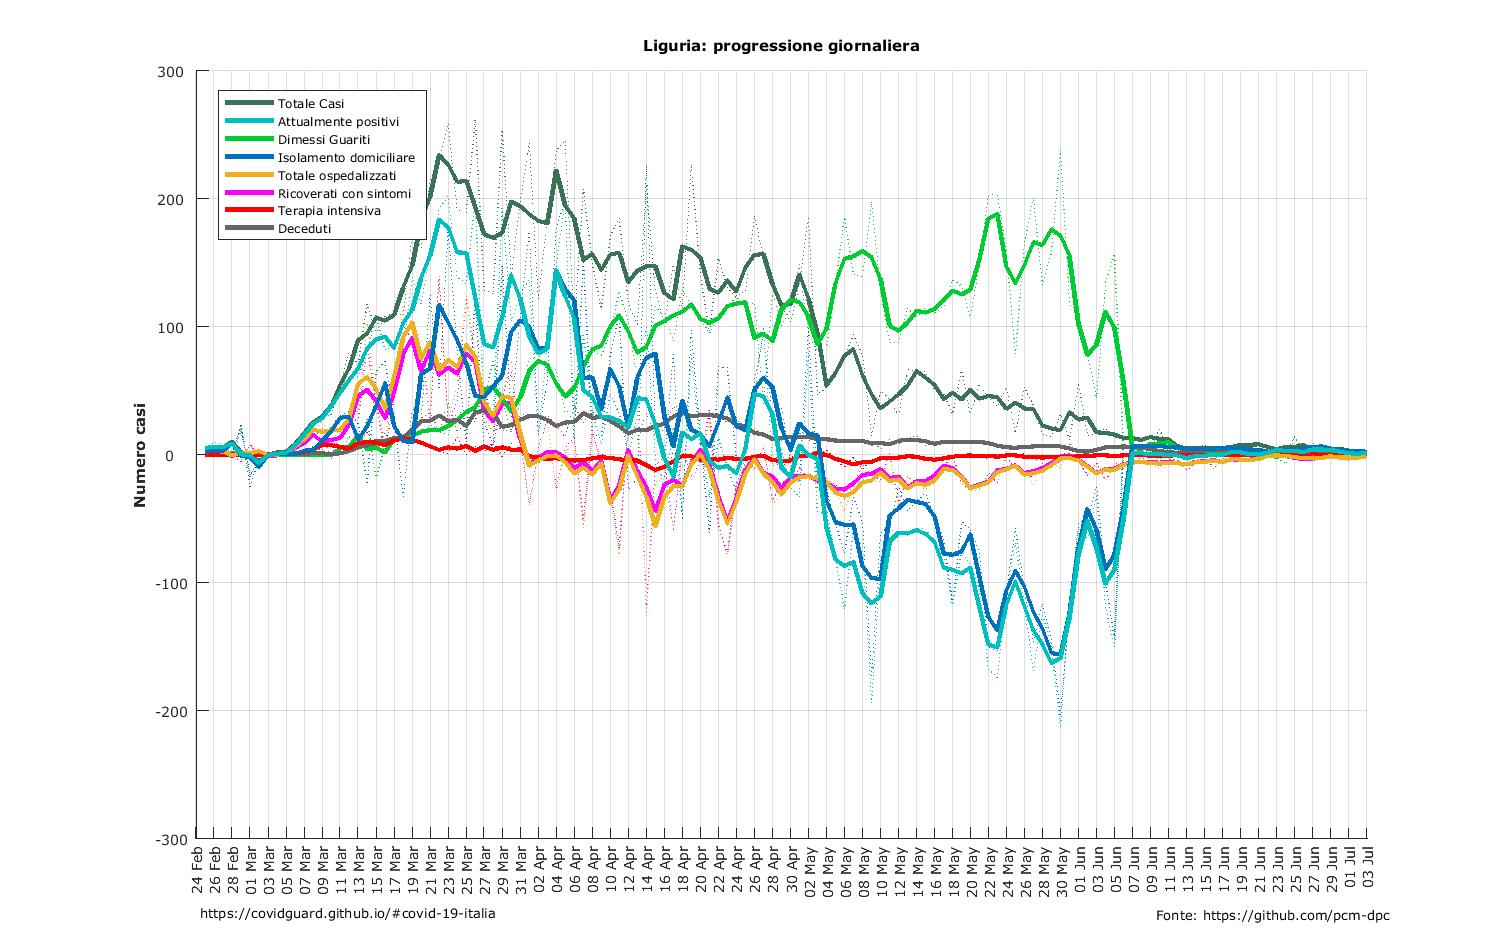 Liguria: progressione giornaliera
300
200
100
0
-100
-200
-300
Numero casi
Totale Casi
Attualmente positivi
Dimessi Guariti
Isolamento domiciliare
Totale ospedalizzati
Ricoverati con sintomi
Terapia intensiva
Deceduti
24 Feb
26 Feb
28 Feb
01 Mar
03 Mar
05 Mar
07 Mar
09 Mar
11 Mar
13 Mar
15 Mar
17 Mar
19 Mar
21 Mar
23 Mar
25 Mar
27 Mar
29 Mar
31 Mar
02 Apr
04 Apr
06 Apr
08 Apr
10 Apr
12 Apr
14 Apr
16 Apr
18 Apr
20 Apr
22 Apr
24 Apr
26 Apr
28 Apr
30 Apr
02 May
04 May
06 May
08 May
10 May
12 May
14 May
16 May
18 May
20 May
22 May
24 May
26 May
28 May
30 May
01 Jun
03 Jun
05 Jun
07 Jun
09 Jun
11 Jun
13 Jun
15 Jun
17 Jun
19 Jun
21 Jun
23 Jun
25 Jun
27 Jun
29 Jun
01 Jul
03 Jul
https://covidguard.github.io/#covid-19-italia
Fonte: https://github.com/pcm-dpc